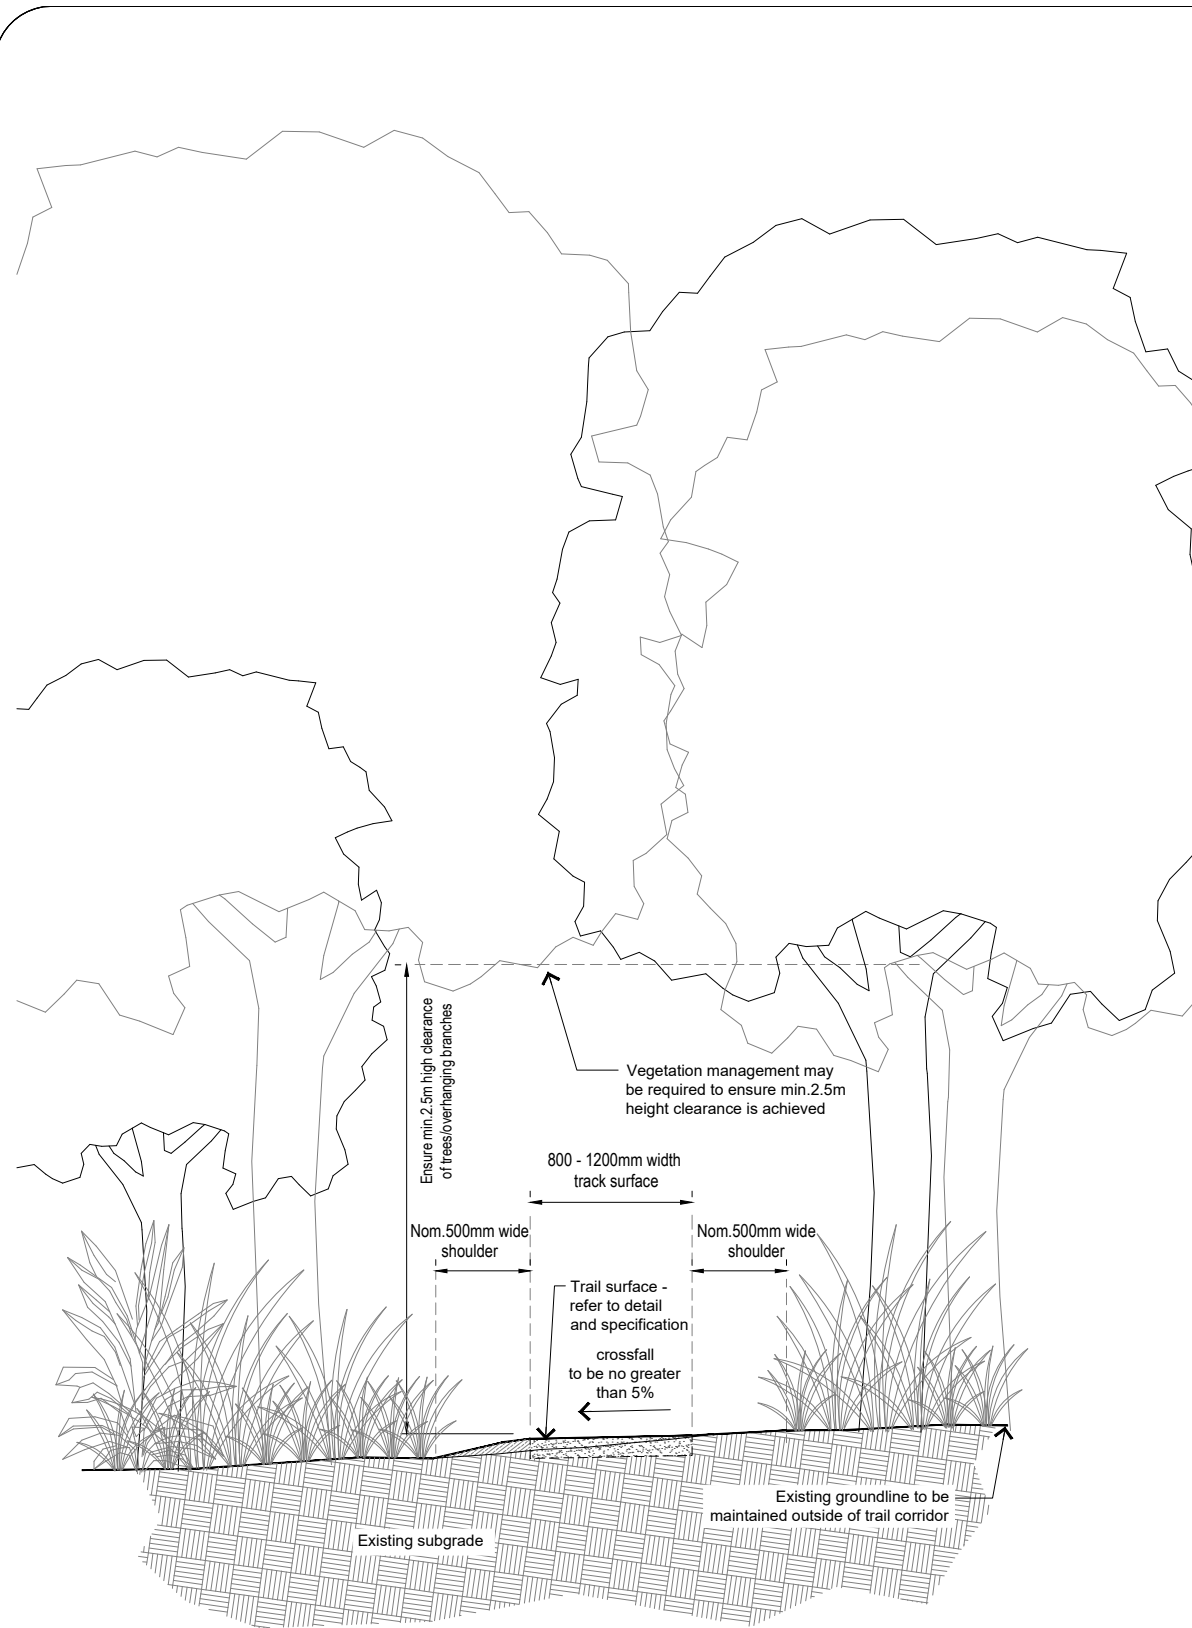 Ensure min.2.5m high clearance
of trees/overhanging branches
Vegetation management may
be required to ensure min.2.5m
height clearance is achieved
800 - 1200mm width
track surface
Nom.500mm wide
shoulder
Nom.500mm wide
shoulder
Trail surface -
refer to detail
and specification
crossfall
to be no greater
than 5%
Existing groundline to be
maintained outside of trail corridor
Existing subgrade